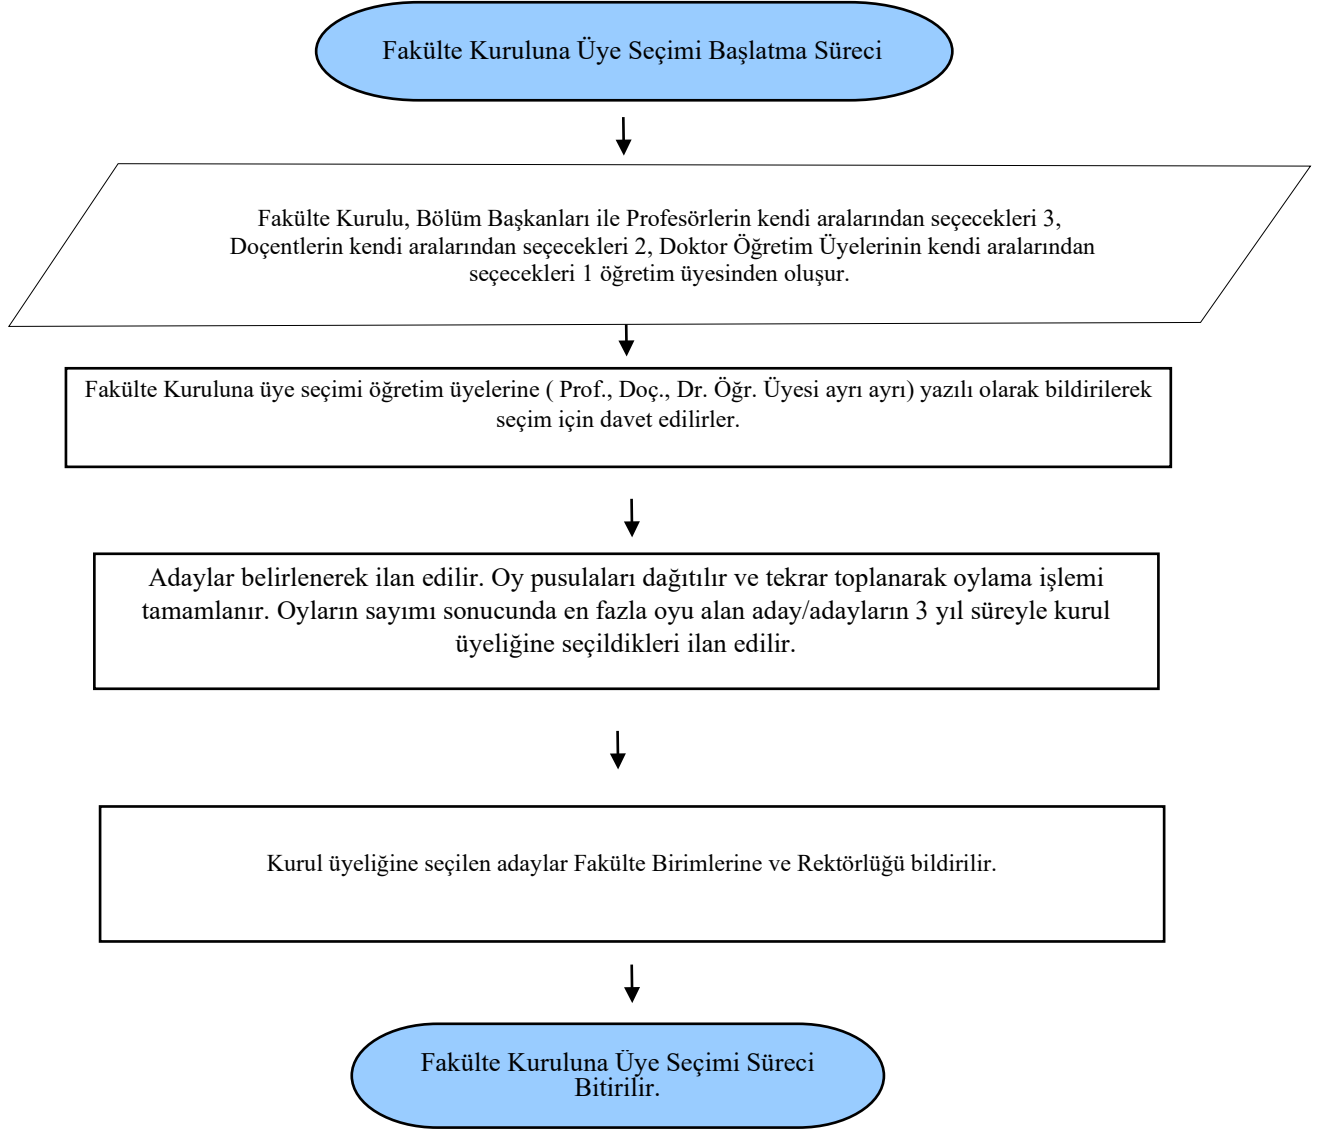 Fakülte Kuruluna Üye Seçimi Başlatma Süreci
Fakülte Kurulu, Bölüm Başkanları ile Profesörlerin kendi aralarından seçecekleri 3,
Doçentlerin kendi aralarından seçecekleri 2, Doktor Öğretim Üyelerinin kendi aralarından
seçecekleri 1 öğretim üyesinden oluşur.
Fakülte Kuruluna üye seçimi öğretim üyelerine ( Prof., Doç., Dr. Öğr. Üyesi ayrı ayrı) yazılı olarak bildirilerek
seçim için davet edilirler.
Adaylar belirlenerek ilan edilir. Oy pusulaları dağıtılır ve tekrar toplanarak oylama işlemi
tamamlanır. Oyların sayımı sonucunda en fazla oyu alan aday/adayların 3 yıl süreyle kurul
üyeliğine seçildikleri ilan edilir.
Kurul üyeliğine seçilen adaylar Fakülte Birimlerine ve Rektörlüğü bildirilir.
Fakülte Kuruluna Üye Seçimi Süreci
Bitirilir.